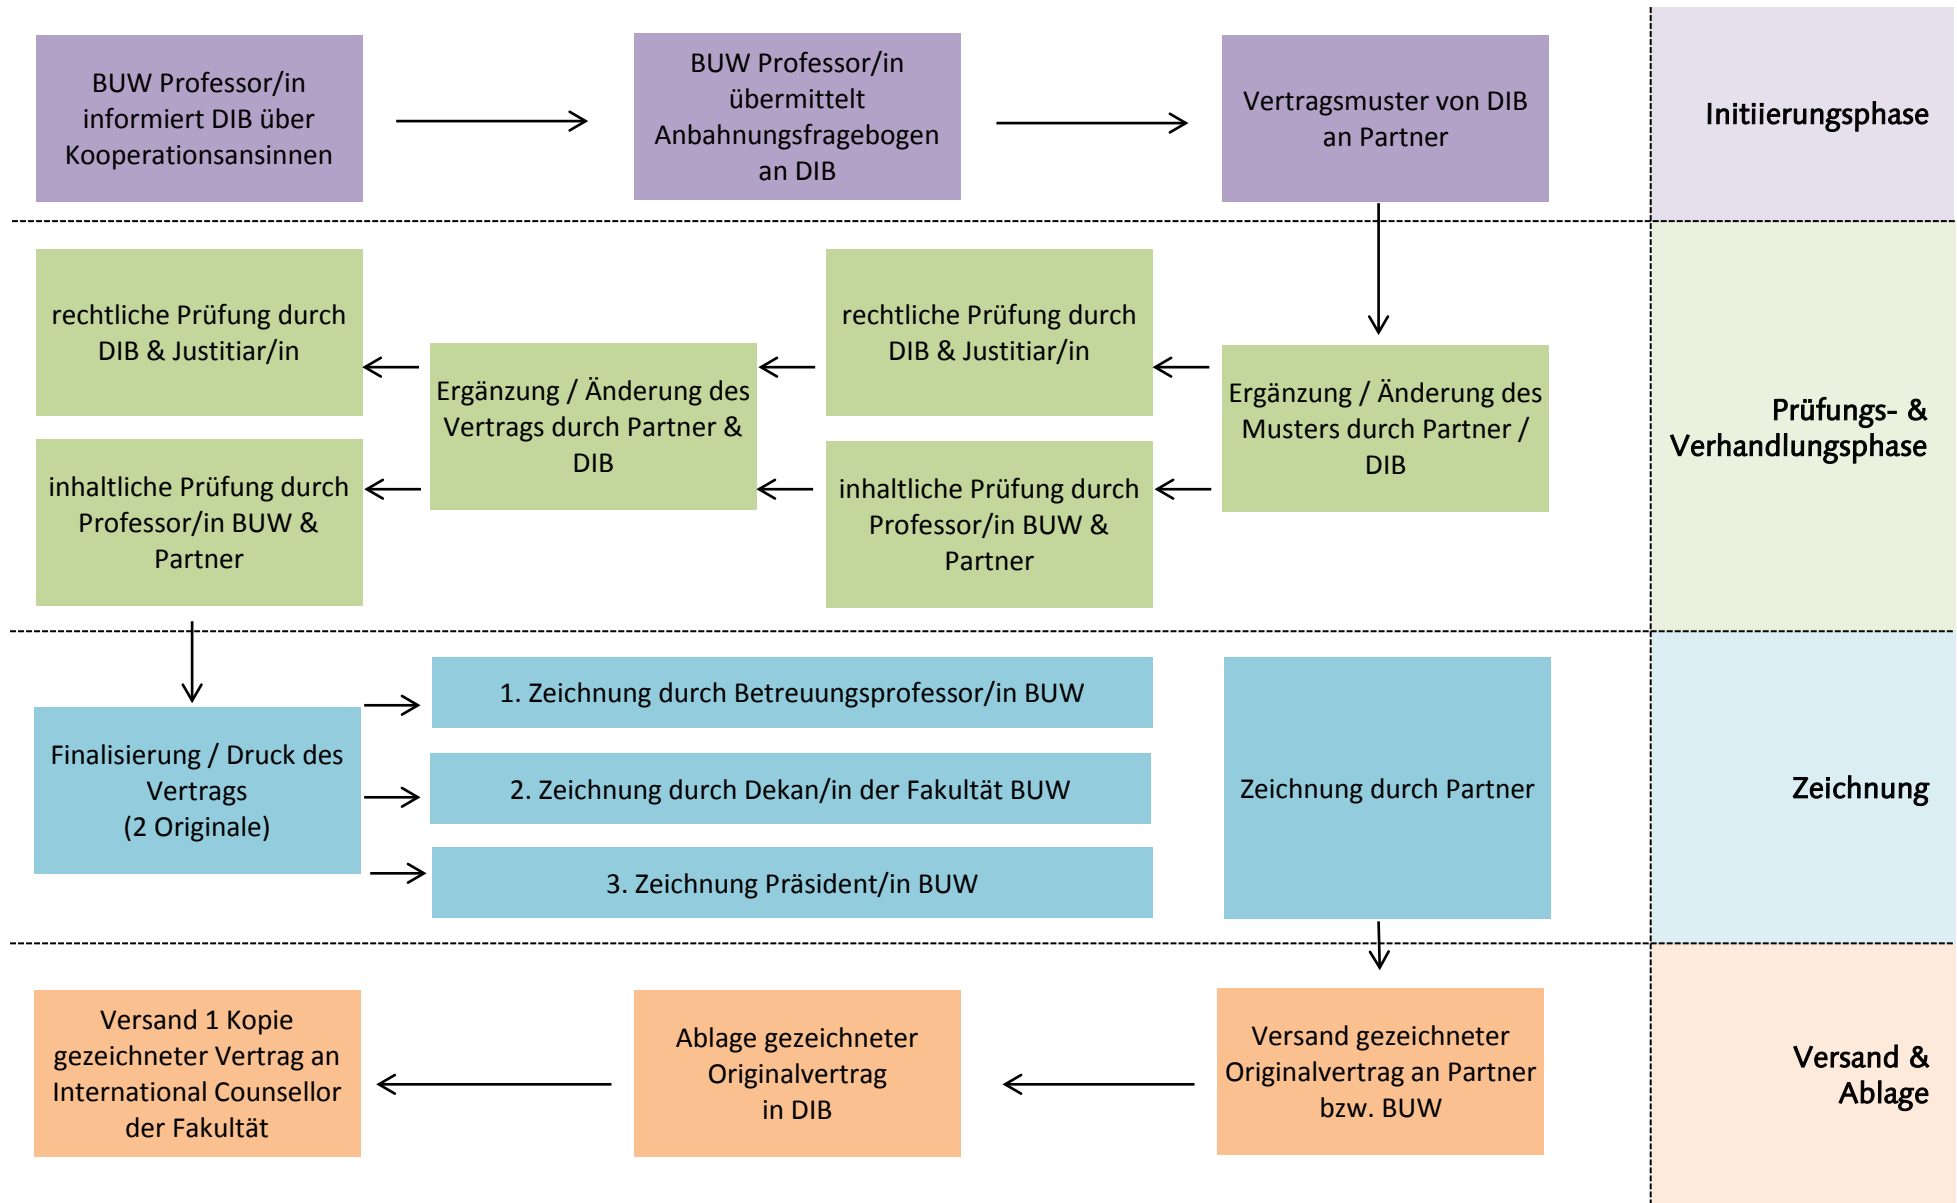 BUW Professor/in
informiert DIB über
Kooperationsansinnen
BUW Professor/in
übermittelt
Anbahnungsfragebogen
an DIB
Vertragsmuster von DIB
an Partner
Initiierungsphase
rechtliche Prüfung durch
DIB & Justitiar/in
inhaltliche Prüfung durch
Professor/in BUW &
Partner
Ergänzung / Änderung des
Vertrags durch Partner &
DIB
rechtliche Prüfung durch
DIB & Justitiar/in
inhaltliche Prüfung durch
Professor/in BUW &
Partner
Ergänzung / Änderung des
Musters durch Partner /
DIB
Prüfungs- &
Verhandlungsphase
Finalisierung / Druck des
Vertrags
(2 Originale)
1. Zeichnung durch Betreuungsprofessor/in BUW
2. Zeichnung durch Dekan/in der Fakultät BUW
3. Zeichnung Präsident/in BUW
Zeichnung durch Partner
Zeichnung
Versand 1 Kopie
gezeichneter Vertrag an
International Counsellor
der Fakultät
Ablage gezeichneter
Originalvertrag
in DIB
Versand gezeichneter
Originalvertrag an Partner
bzw. BUW
Versand &
Ablage